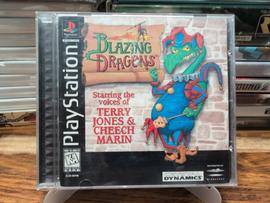 PlayStation
BLAZING
DRAGONS
Starring the
voices of
TERRY
JONES &
CHEECH
MARIN
DYNAMICS